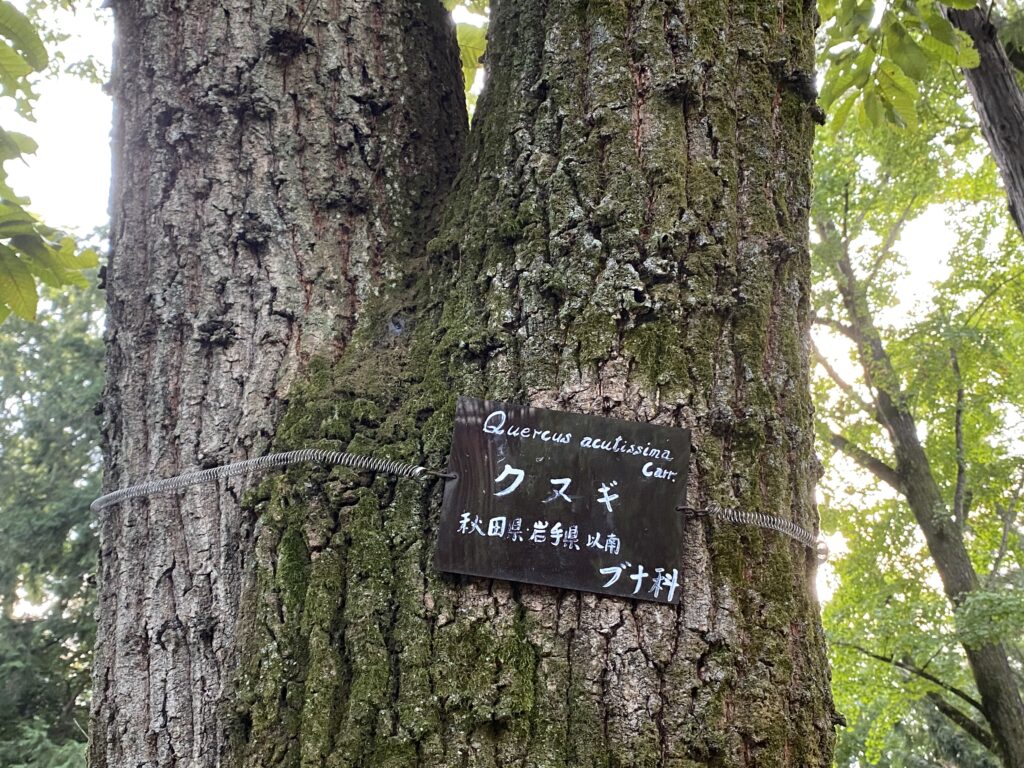 Quercus acutissima
Carr.
クヌギ
秋田県・岩手県以南
ブナ科